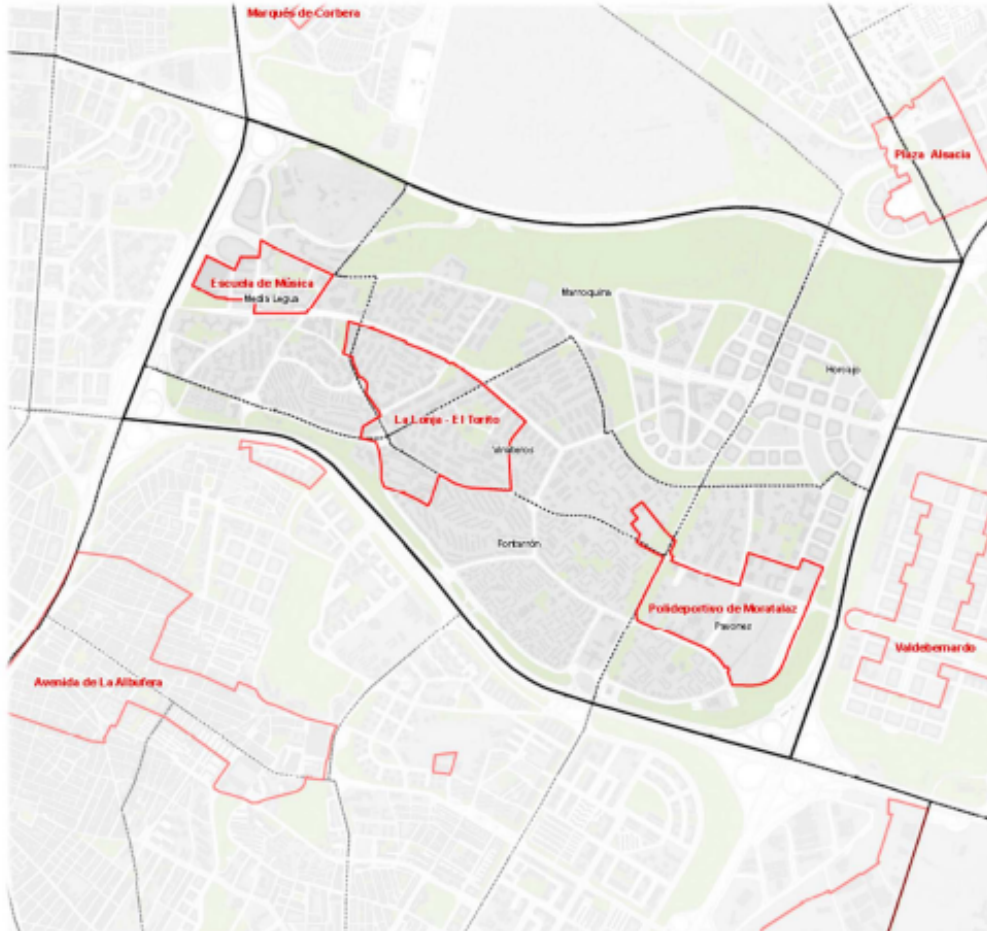 Marqués de Corbera
Plaza Alsacia
Escuela de Música
Media Legua
Marroquina
Horcajo
La Lonja - El Torito
Vinateros
Fontarrón
Polideportivo de Moratalaz
Pavones
Valdebernardo
Avenida de La Albufera